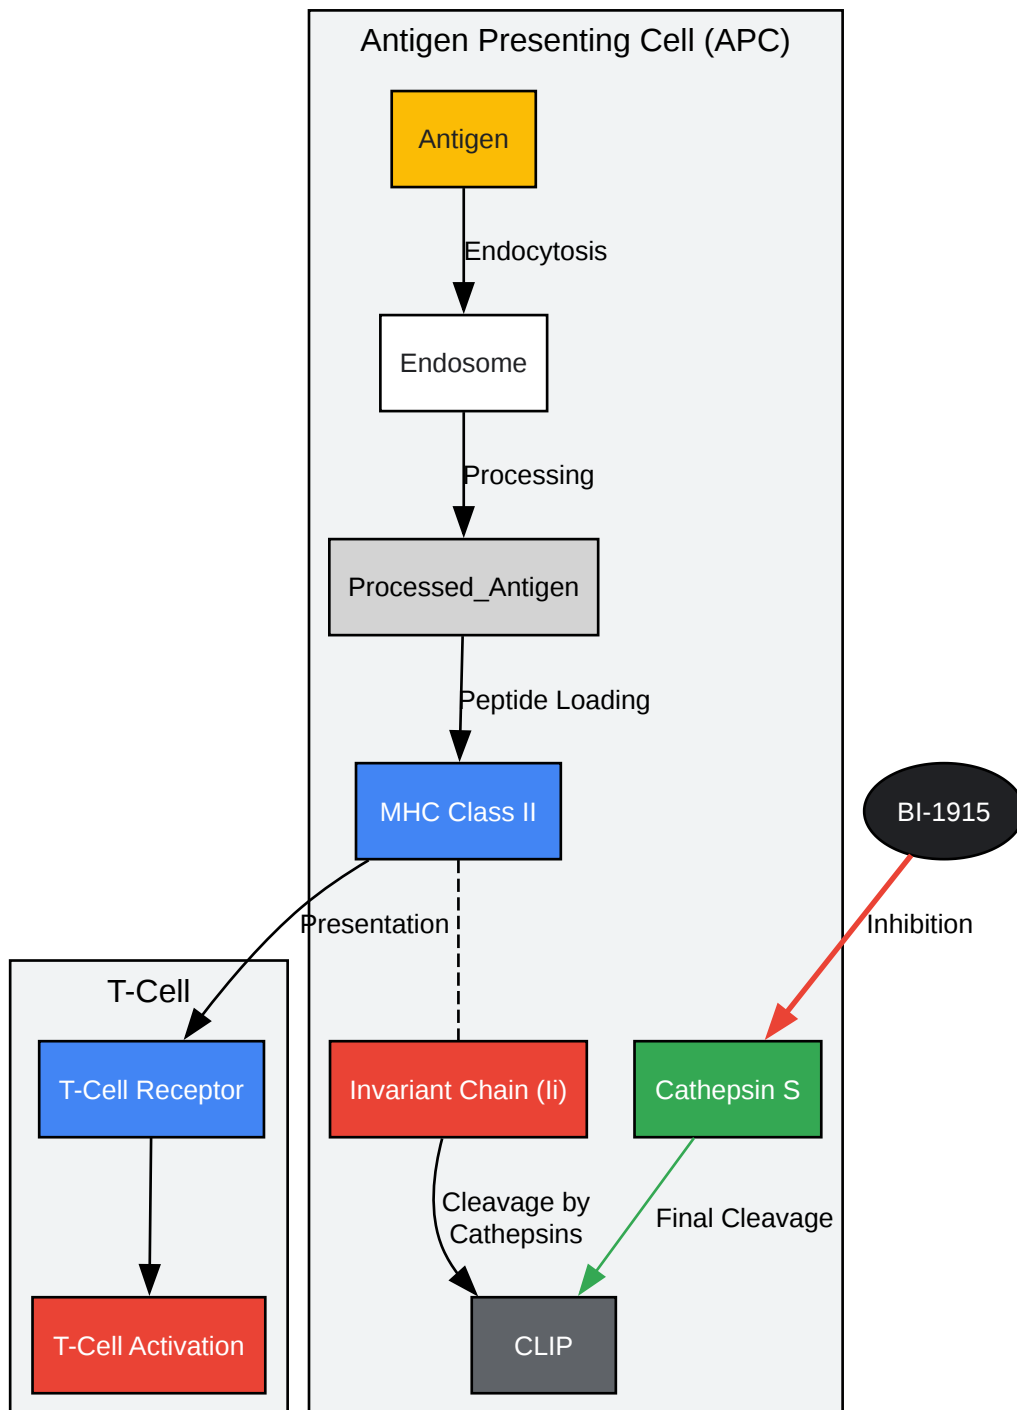 Antigen Presenting Cell (APC)
Antigen
Endocytosis
Endosome
Processing
Processed_Antigen
Peptide Loading
MHC Class II
BI-1915
Presentation
Inhibition
T-Cell
T-Cell Receptor
Invariant Chain (Ii)
Cathepsin S
Cleavage by
Cathepsins
Final Cleavage
T-Cell Activation
CLIP